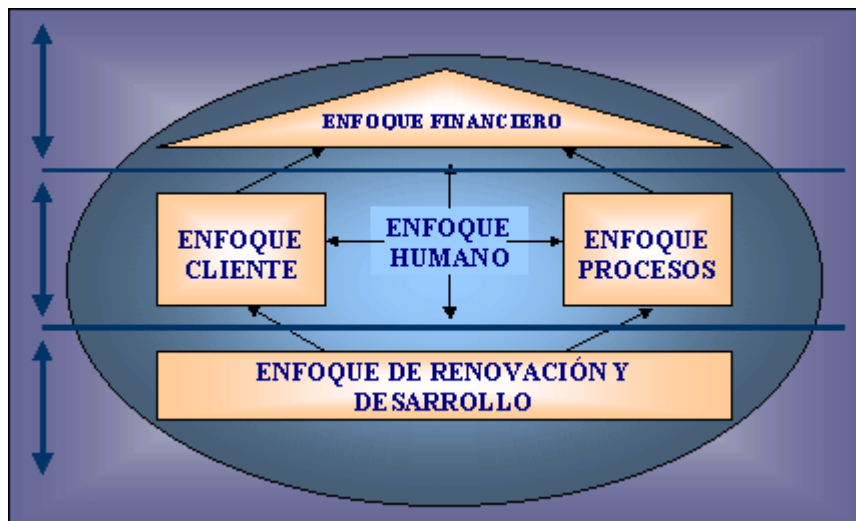 ENFOQUE FINANCIERO
ENFOQUE
CLIENTE
ENFOQUE
HUMANO
ENFOQUE
PROCESOS
ENFOQUE DE RENOVACIÓN Y
DESARROLLO